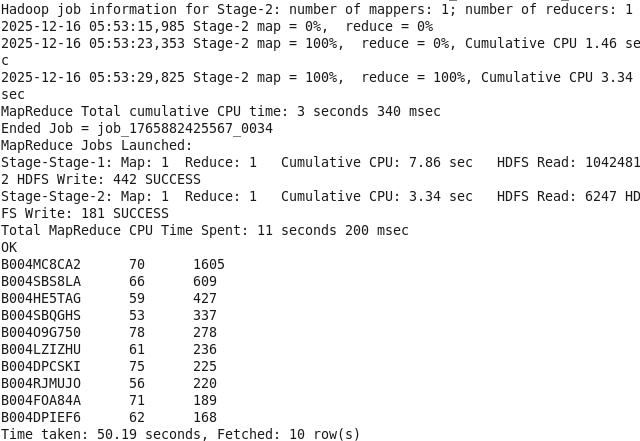 Hadoop job information for Stage-2: number of mappers: 1; number of reducers: 1
2025-12-16 05:53:15,985 Stage-2 map = 0%,  reduce = 0%
2025-12-16 05:53:23,353 Stage-2 map = 100%,  reduce = 0%, Cumulative CPU 1.46 se
c
2025-12-16 05:53:29,825 Stage-2 map = 100%,  reduce = 100%, Cumulative CPU 3.34
sec
MapReduce Total cumulative CPU time: 3 seconds 340 msec
Ended Job = job_1765882425567_0034
MapReduce Jobs Launched:
Stage-Stage-1: Map: 1  Reduce: 1   Cumulative CPU: 7.86 sec   HDFS Read: 1042481
2 HDFS Write: 442 SUCCESS
Stage-Stage-2: Map: 1  Reduce: 1   Cumulative CPU: 3.34 sec   HDFS Read: 6247 HD
FS Write: 181 SUCCESS
Total MapReduce CPU Time Spent: 11 seconds 200 msec
OK
B004MC8CA2      70      1605
B004SBS8LA      66      609
B004HE5TAG      59      427
B004SBQGHS      53      337
B004O9G750      78      278
B004LZIZHU      61      236
B004DPCSKI      75      225
B004RJMUJO      56      220
B004FOA84A      71      189
B004DPIEF6      62      168
Time taken: 50.19 seconds, Fetched: 10 row(s)